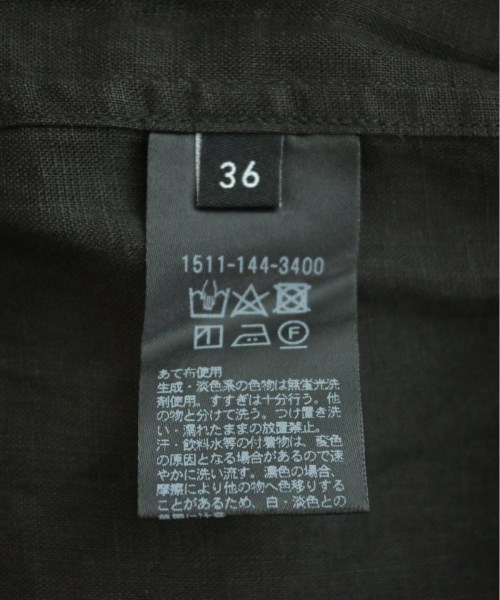 36
1511-144-3400
F
あて布使用
生成・淡色系の色物は無蛍光洗
剤使用。すすぎは十分行う。他
の物と分けて洗う。つけ置き洗
い・濡れたままの放置禁止。
汗・飲料水等の付着物は、変色
の原因となる場合があるので速
やかに洗い流す。濃色の場合、
摩擦により他の物へ色移りする
ことがあるため、白・淡色との